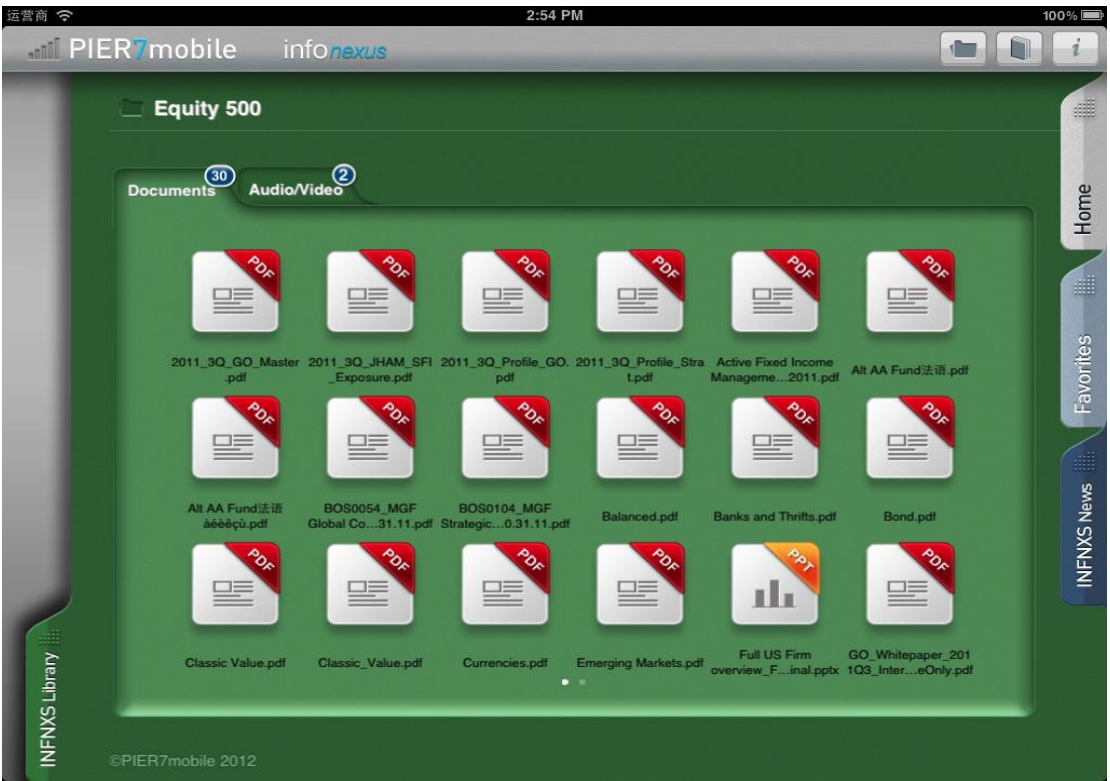 运营商 2:54 PM 100%
PIER7mobile infonexus i
Equity 500
Documents 30 Audio/Video 2
PDF PDF PDF PDF PDF PDF
2011_3Q_GO_Master
.pdf
2011_3Q_JHAM_SFI
_Exposure.pdf
2011_3Q_Profile_GO.
pdf
2011_3Q_Profile_Stra
t.pdf
Active Fixed Income
Manageme...2011.pdf
Alt AA Fund法语.pdf
PDF PDF PDF PDF PDF PDF
Alt AA Fund法语
àéèêçù.pdf
BOS0054_MGF
Global Co...31.11.pdf
BOS0104_MGF
Strategic...0.31.11.pdf
Balanced.pdf
Banks and Thrifts.pdf
Bond.pdf
PDF PDF PDF PDF PPT PDF
Classic Value.pdf
Classic_Value.pdf
Currencies.pdf
Emerging Markets.pdf
Full US Firm
overview_F...inal.pptx
GO_Whitepaper_201
1Q3_Inter...eOnly.pdf
Home
Favorites
INFNXS News
INFNXS Library
©PIER7mobile 2012